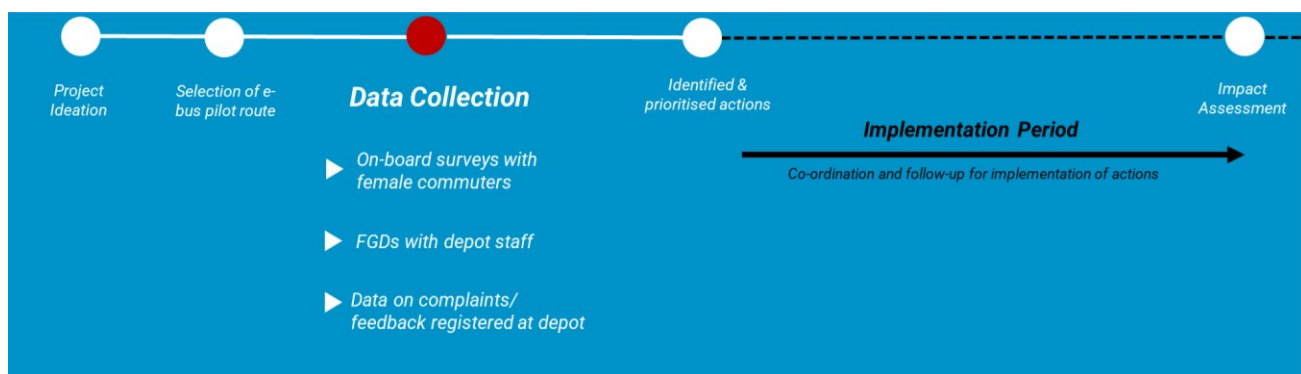 Project
Ideation
Selection of e-
bus pilot route
Data Collection
On-board surveys with
female commuters
FGDs with depot staff
Data on complaints/
feedback registered at depot
Identified &
prioritised actions
Implementation Period
Co-ordination and follow-up for implementation of actions
Impact
Assessment